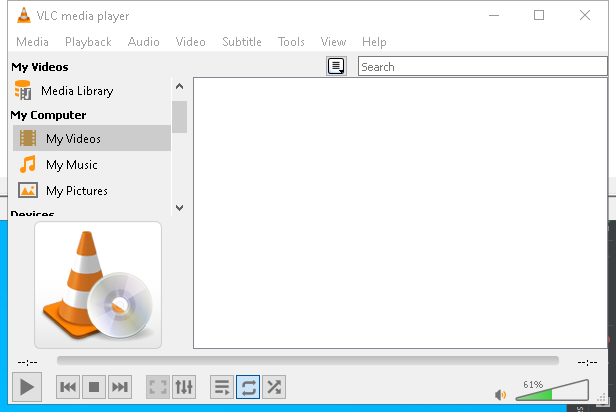 VLC media player
Media Playback Audio Video Subtitle Tools View Help
My Videos
Search
Media Library
My Computer
My Videos
My Music
My Pictures
Devices
--:--
--:--
61%